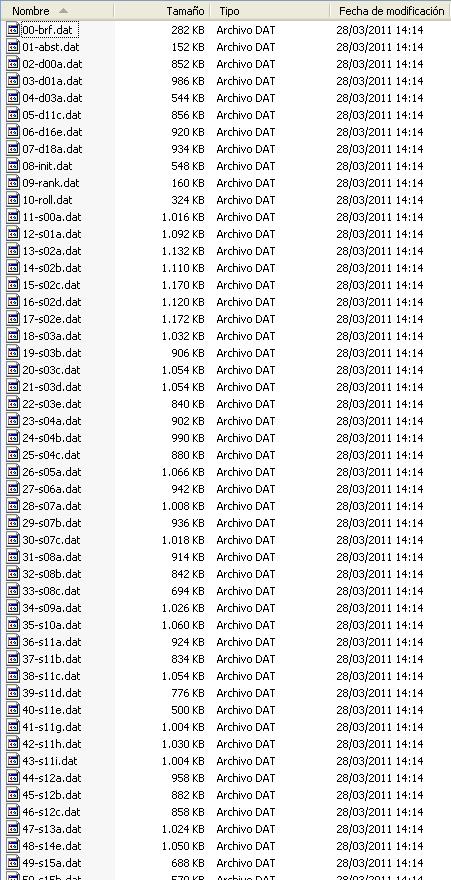 Nombre Tamaño Tipo Fecha de modificación
00-brf.dat 282 KB Archivo DAT 28/03/2011 14:14
01-abst.dat 152 KB Archivo DAT 28/03/2011 14:14
02-d00a.dat 852 KB Archivo DAT 28/03/2011 14:14
03-d01a.dat 986 KB Archivo DAT 28/03/2011 14:14
04-d03a.dat 544 KB Archivo DAT 28/03/2011 14:14
05-d11c.dat 856 KB Archivo DAT 28/03/2011 14:14
06-d16e.dat 920 KB Archivo DAT 28/03/2011 14:14
07-d18a.dat 934 KB Archivo DAT 28/03/2011 14:14
08-init.dat 548 KB Archivo DAT 28/03/2011 14:14
09-rank.dat 160 KB Archivo DAT 28/03/2011 14:14
10-roll.dat 324 KB Archivo DAT 28/03/2011 14:14
11-s00a.dat 1.016 KB Archivo DAT 28/03/2011 14:14
12-s01a.dat 1.092 KB Archivo DAT 28/03/2011 14:14
13-s02a.dat 1.132 KB Archivo DAT 28/03/2011 14:14
14-s02b.dat 1.110 KB Archivo DAT 28/03/2011 14:14
15-s02c.dat 1.170 KB Archivo DAT 28/03/2011 14:14
16-s02d.dat 1.120 KB Archivo DAT 28/03/2011 14:14
17-s02e.dat 1.172 KB Archivo DAT 28/03/2011 14:14
18-s03a.dat 1.032 KB Archivo DAT 28/03/2011 14:14
19-s03b.dat 906 KB Archivo DAT 28/03/2011 14:14
20-s03c.dat 1.054 KB Archivo DAT 28/03/2011 14:14
21-s03d.dat 1.054 KB Archivo DAT 28/03/2011 14:14
22-s03e.dat 840 KB Archivo DAT 28/03/2011 14:14
23-s04a.dat 902 KB Archivo DAT 28/03/2011 14:14
24-s04b.dat 990 KB Archivo DAT 28/03/2011 14:14
25-s04c.dat 880 KB Archivo DAT 28/03/2011 14:14
26-s05a.dat 1.066 KB Archivo DAT 28/03/2011 14:14
27-s06a.dat 942 KB Archivo DAT 28/03/2011 14:14
28-s07a.dat 1.008 KB Archivo DAT 28/03/2011 14:14
29-s07b.dat 936 KB Archivo DAT 28/03/2011 14:14
30-s07c.dat 1.018 KB Archivo DAT 28/03/2011 14:14
31-s08a.dat 914 KB Archivo DAT 28/03/2011 14:14
32-s08b.dat 842 KB Archivo DAT 28/03/2011 14:14
33-s08c.dat 694 KB Archivo DAT 28/03/2011 14:14
34-s09a.dat 1.026 KB Archivo DAT 28/03/2011 14:14
35-s10a.dat 1.060 KB Archivo DAT 28/03/2011 14:14
36-s11a.dat 924 KB Archivo DAT 28/03/2011 14:14
37-s11b.dat 834 KB Archivo DAT 28/03/2011 14:14
38-s11c.dat 1.054 KB Archivo DAT 28/03/2011 14:14
39-s11d.dat 776 KB Archivo DAT 28/03/2011 14:14
40-s11e.dat 500 KB Archivo DAT 28/03/2011 14:14
41-s11g.dat 1.004 KB Archivo DAT 28/03/2011 14:14
42-s11h.dat 1.030 KB Archivo DAT 28/03/2011 14:14
43-s11i.dat 1.004 KB Archivo DAT 28/03/2011 14:14
44-s12a.dat 958 KB Archivo DAT 28/03/2011 14:14
45-s12b.dat 882 KB Archivo DAT 28/03/2011 14:14
46-s12c.dat 858 KB Archivo DAT 28/03/2011 14:14
47-s13a.dat 1.024 KB Archivo DAT 28/03/2011 14:14
48-s14e.dat 1.050 KB Archivo DAT 28/03/2011 14:14
49-s15a.dat 688 KB Archivo DAT 28/03/2011 14:14
50-s15b.dat 570 KB Archivo DAT 28/03/2011 14:14